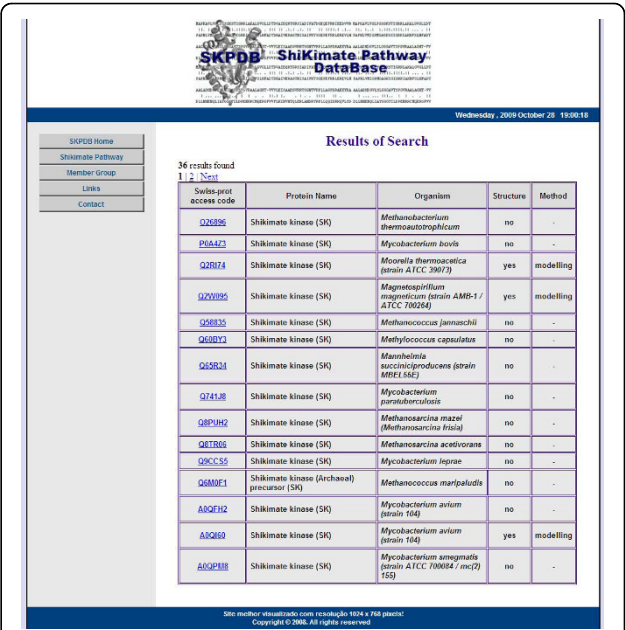 SKPDB ShiKimate Pathway
DataBase
Wednesday, 2009 October 28 19:00:18
SKPDB Home
Shikimate Pathway
Member Group
Links
Contact
Results of Search
36 results found
1 | 2 | Next
Swiss-prot access code Protein Name Organism Structure Method
O26896 Shikimate kinase (SK) Methanobacterium thermoautotrophicum no -
P0A4Z3 Shikimate kinase (SK) Mycobacterium bovis no -
Q2RI74 Shikimate kinase (SK) Moorella thermoacetica (strain ATCC 39073) yes modelling
Q2W095 Shikimate kinase (SK) Magnetospirillum magneticum (strain AMB-1 / ATCC 700264) yes modelling
Q58835 Shikimate kinase (SK) Methanococcus jannaschii no -
Q60BY3 Shikimate kinase (SK) Methylococcus capsulatus no -
Q65R34 Shikimate kinase (SK) Mannheimia succiniciproducens (strain MBEL55E) no -
Q741J8 Shikimate kinase (SK) Mycobacterium paratuberculosis no -
Q8PUH2 Shikimate kinase (SK) Methanosarcina mazei (Methanosarcina frisia) no -
Q8TR06 Shikimate kinase (SK) Methanosarcina acetivorans no -
Q9CCS5 Shikimate kinase (SK) Mycobacterium leprae no -
Q6M0F1 Shikimate kinase (Archaeal) precursor (SK) Methanococcus maripaludis no -
A0QFH2 Shikimate kinase (SK) Mycobacterium avium (strain 104) no -
A0QI60 Shikimate kinase (SK) Mycobacterium avium (strain 104) yes modelling
A0QPM8 Shikimate kinase (SK) Mycobacterium smegmatis (strain ATCC 700084 / mc(2) 155) no -
Site melhor visualizado com resolução 1024 x 768 pixels!
Copyright © 2008. All rights reserved